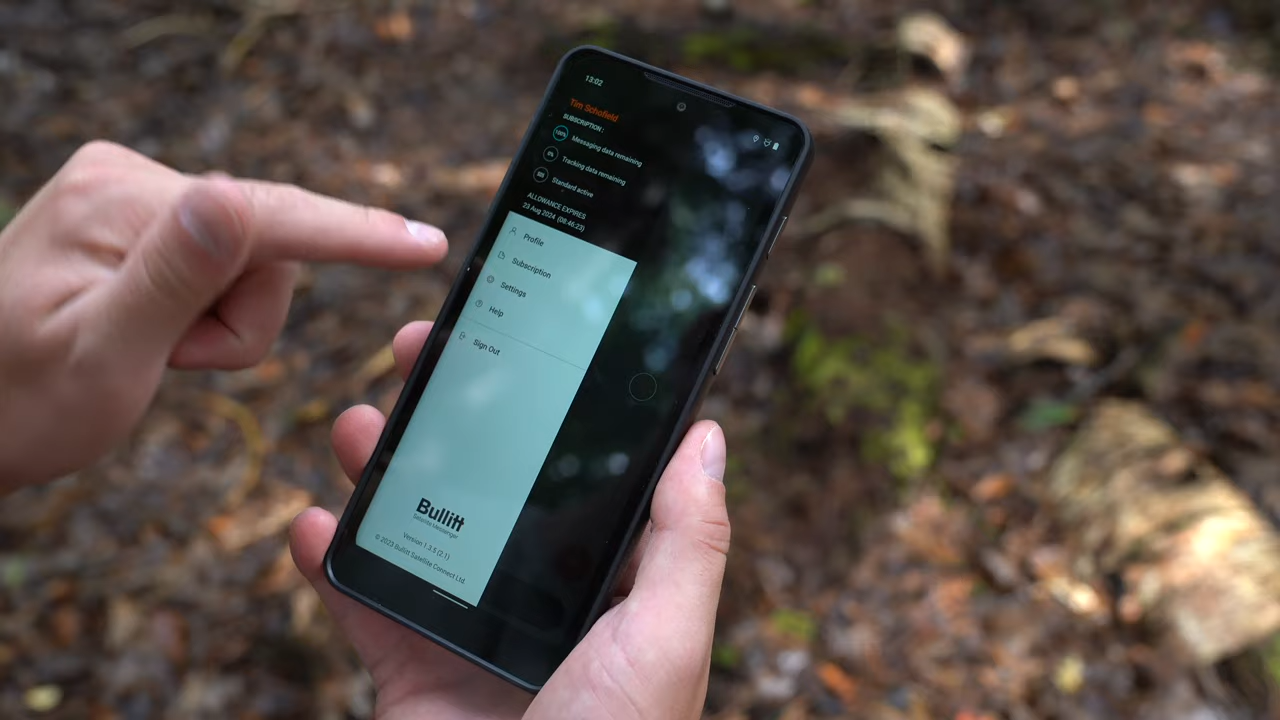 13:02
Tim Schofield
SUBSCRIPTION :
100% Messaging data remaining
Tracking data remaining
Standard active
ALLOWANCE EXPIRES
23 Aug 2024 (08:46:23)
Profile
Subscription
Settings
Help
Sign Out
Bullitt
Satellite Messenger
Version 1.3.5 (2.1)
© 2023 Bullitt Satellite Connect Ltd.